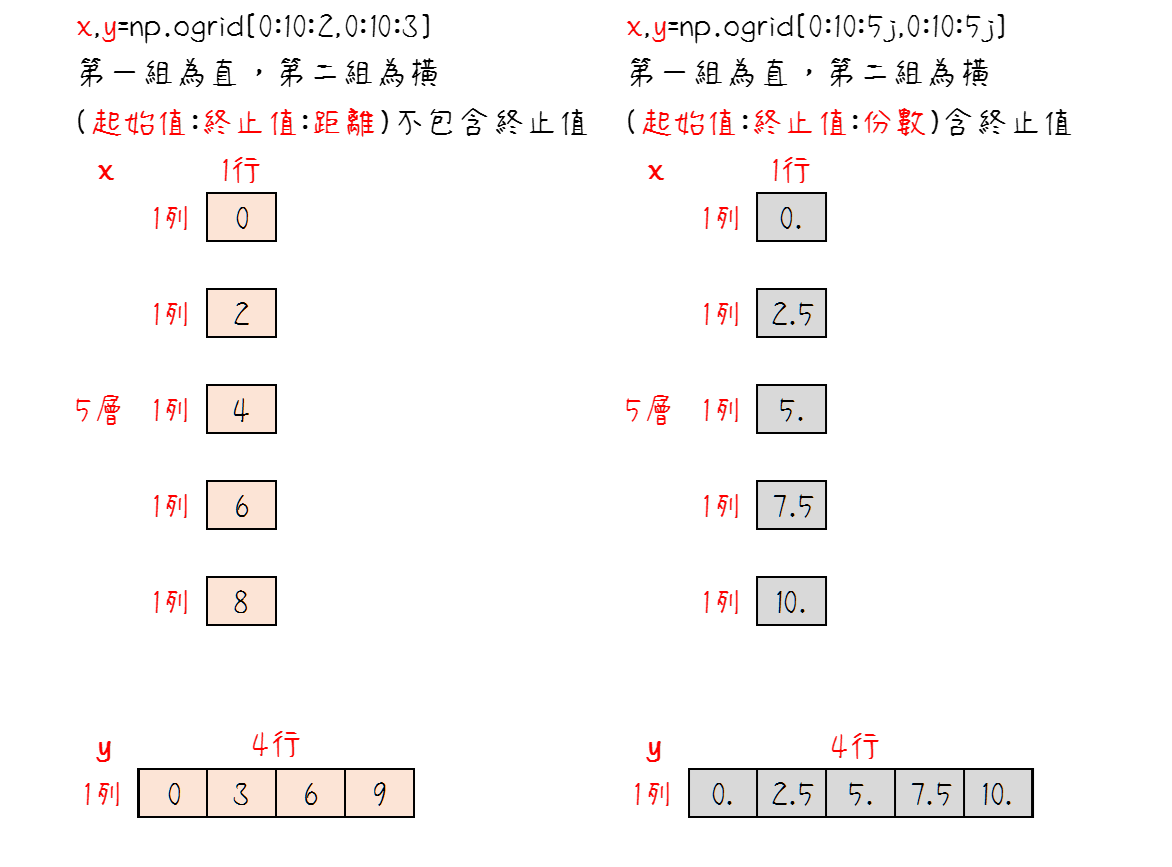 x,y=np.ogrid[0:10:2,0:10:3]
第一組為直，第二組為橫
(起始值:終止值:距離)不包含終止值
x 1行
1列 0
1列 2
5層 1列 4
1列 6
1列 8
y 4行
1列 0 3 6 9
x,y=np.ogrid[0:10:5j,0:10:5j]
第一組為直，第二組為橫
(起始值:終止值:份數)含終止值
x 1行
1列 0.
1列 2.5
5層 1列 5.
1列 7.5
1列 10.
y 4行
1列 0. 2.5 5. 7.5 10.